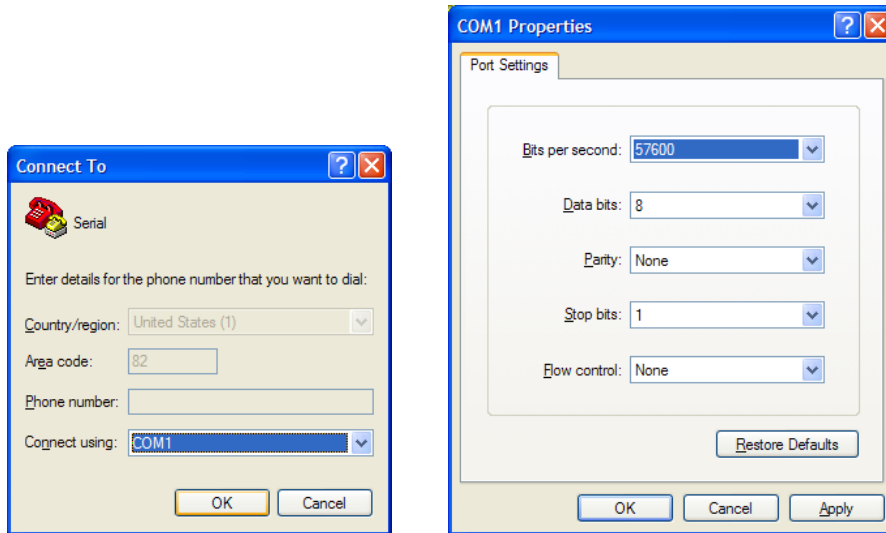 Connect To
Serial
Enter details for the phone number that you want to dial:
Country/region: United States (1)
Area code: 82
Phone number:
Connect using: COM1
OK Cancel
COM1 Properties
Port Settings
Bits per second: 57600
Data bits: 8
Parity: None
Stop bits: 1
Flow control: None
Restore Defaults
OK Cancel Apply